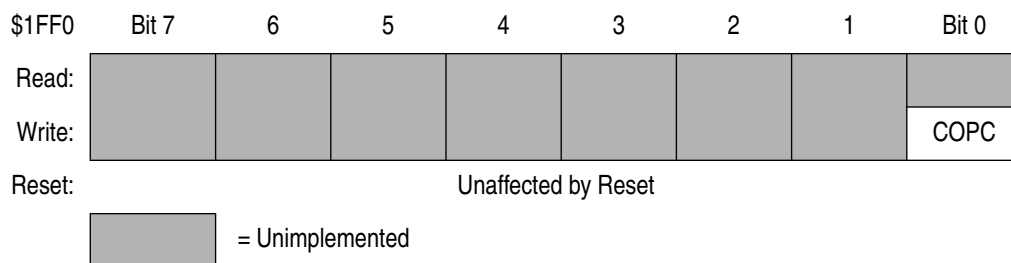 $1FF0 Bit 7 6 5 4 3 2 1 Bit 0
Read:
Write: COPC
Reset: Unaffected by Reset
= Unimplemented